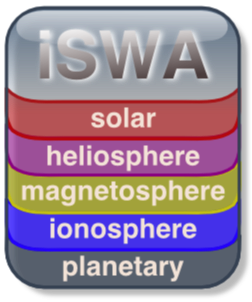 iSWA
solar
heliosphere
magnetosphere
ionosphere
planetary